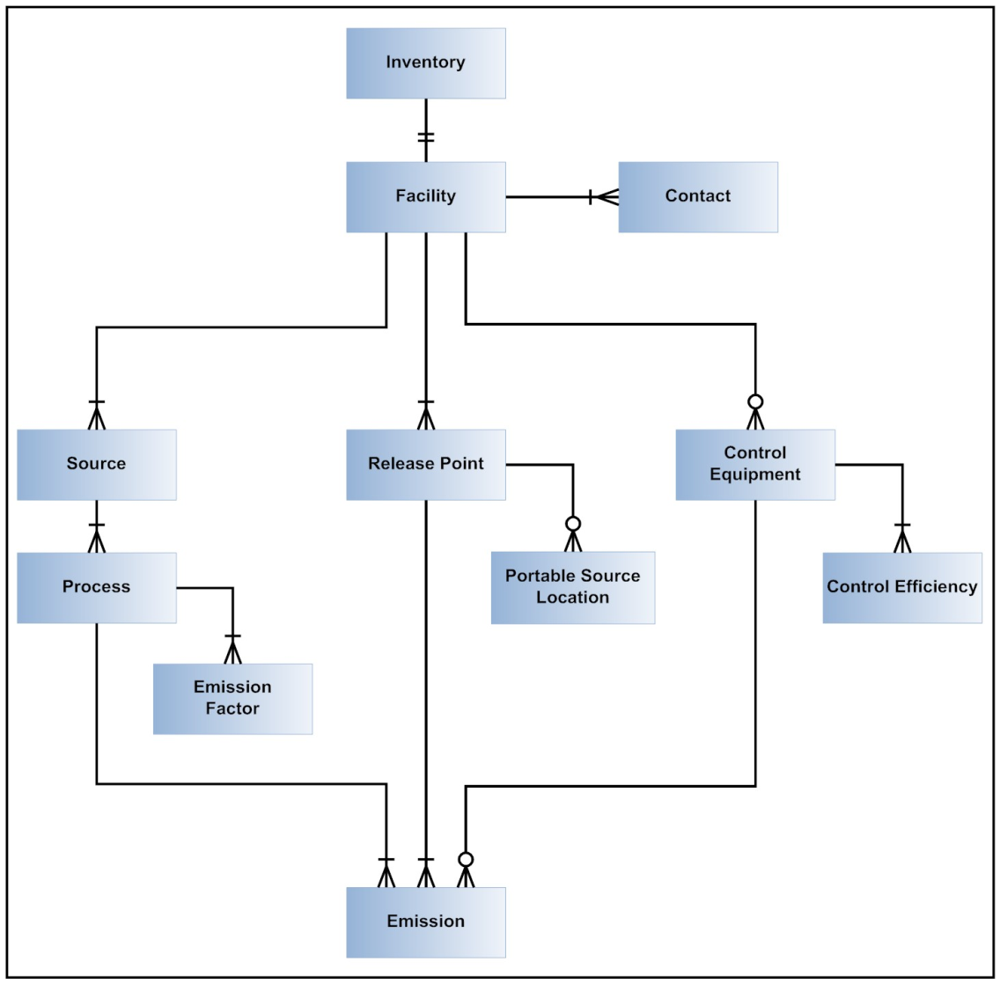 Inventory
Facility
Contact
Source
Release Point
Control
Equipment
Process
Portable Source
Location
Control Efficiency
Emission
Factor
Emission